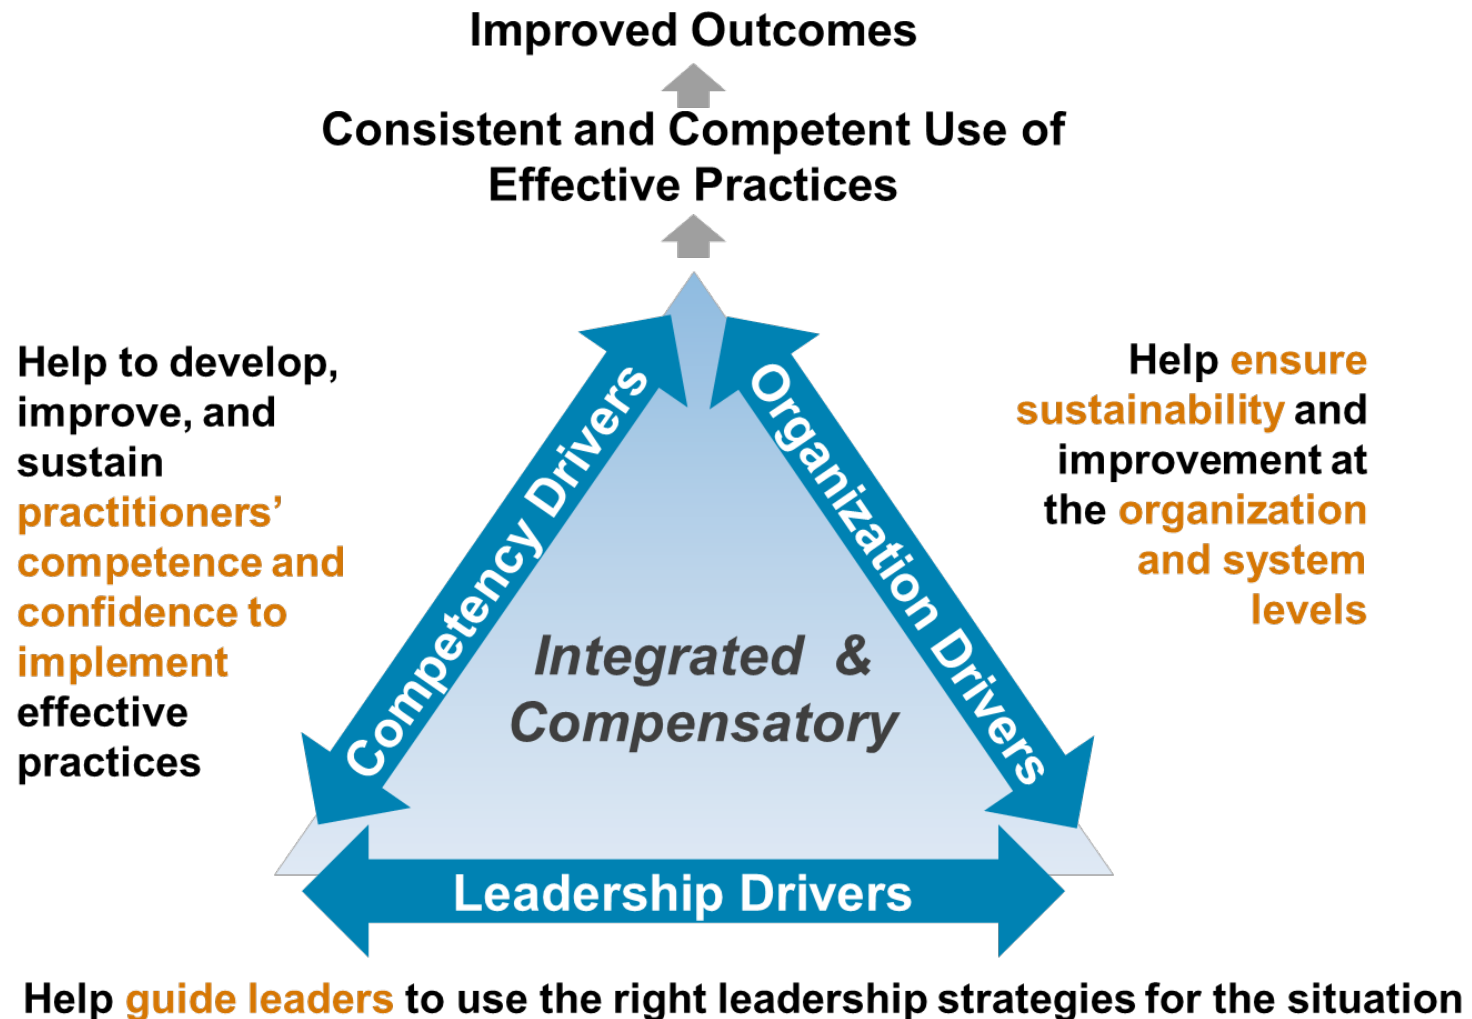 Improved Outcomes
Consistent and Competent Use of
Effective Practices
Help to develop,
improve, and
sustain
practitioners’
competence and
confidence to
implement
effective
practices
Competency Drivers
Organization Drivers
Help ensure
sustainability and
improvement at
the organization
and system
levels
Integrated &
Compensatory
Leadership Drivers
Help guide leaders to use the right leadership strategies for the situation